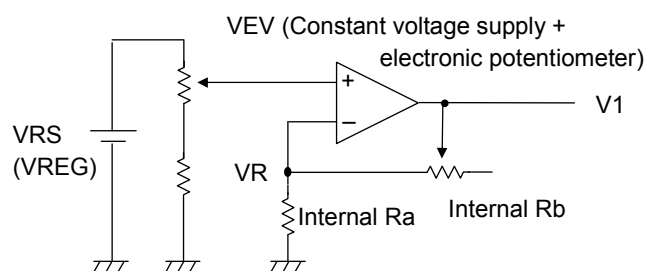 VEV (Constant voltage supply +
electronic potentiometer)
+
−
V1
VRS
(VREG)
VR
Internal Ra
Internal Rb